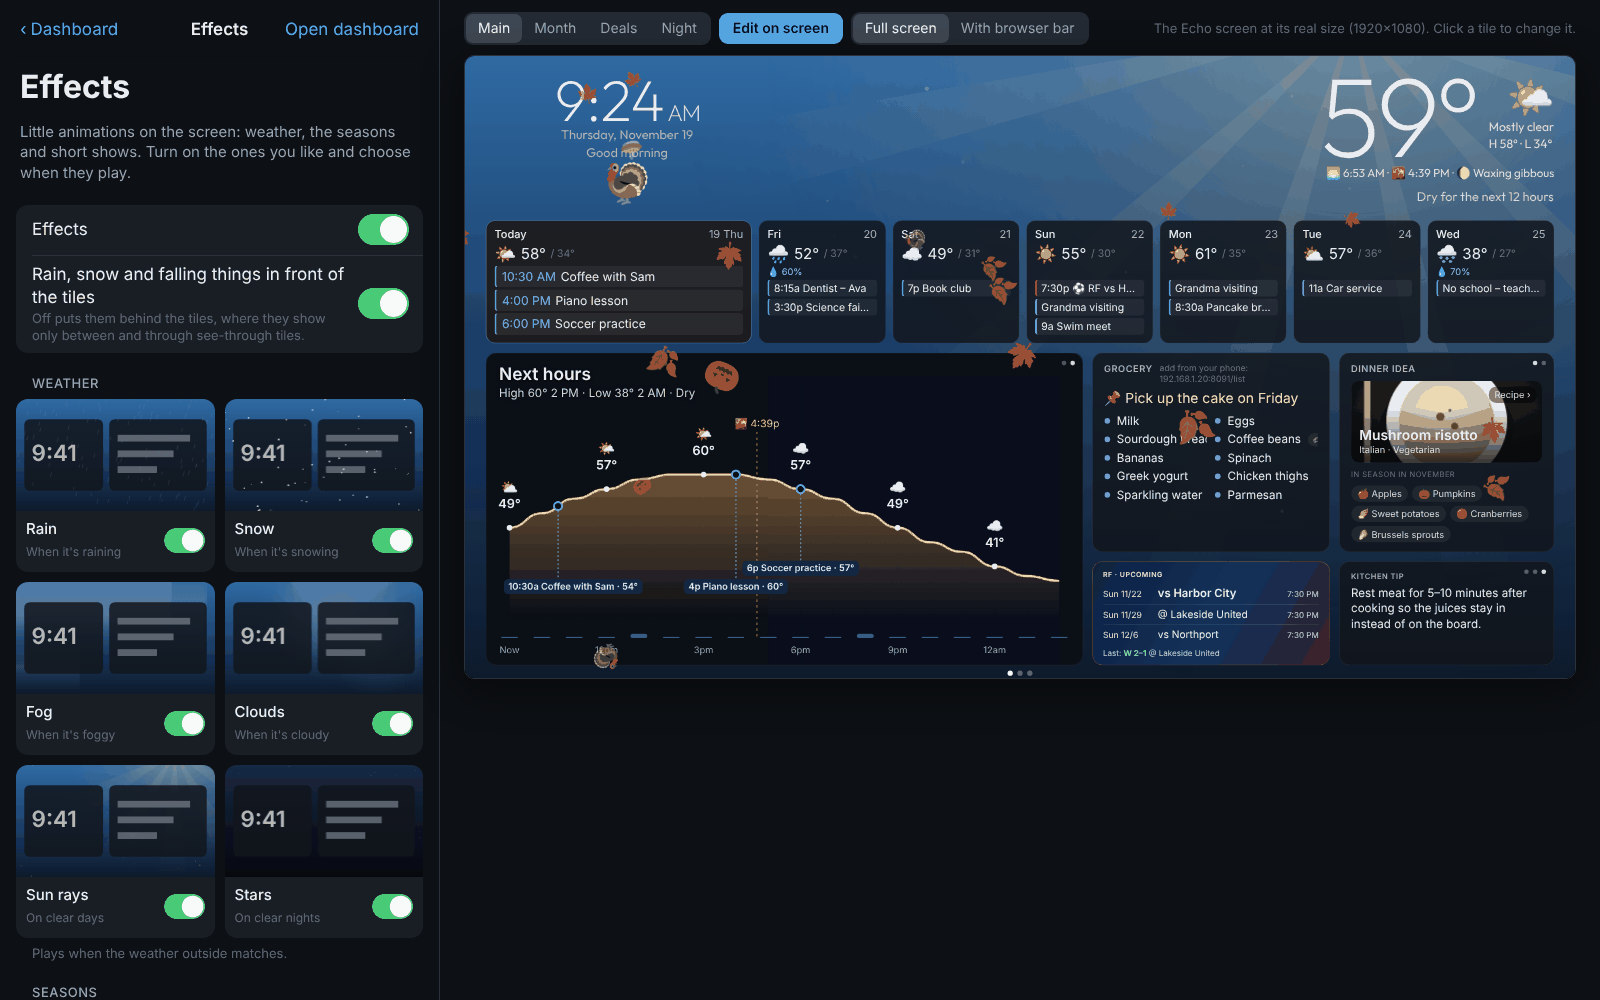 ‹ Dashboard
Effects
Open dashboard
Effects
Little animations on the screen: weather, the seasons
and short shows. Turn on the ones you like and choose
when they play.
Effects
Rain, snow and falling things in front of
the tiles
Off puts them behind the tiles, where they show
only between and through see-through tiles.
WEATHER
9:41
Rain
When it's raining
9:41
Snow
When it's snowing
9:41
Fog
When it's foggy
9:41
Clouds
When it's cloudy
9:41
Sun rays
On clear days
9:41
Stars
On clear nights
Plays when the weather outside matches.
SEASONS
Main
Month
Deals
Night
Edit on screen
Full screen
With browser bar
The Echo screen at its real size (1920×1080). Click a tile to change it.
9:24 AM
Thursday, November 19
Good morning
59°
Mostly clear
H 58° · L 34°
6:53 AM · 4:39 PM · Waxing gibbous
Dry for the next 12 hours
Today
19 Thu
58° / 34°
10:30 AM Coffee with Sam
4:00 PM Piano lesson
6:00 PM Soccer practice
Fri
20
52° / 37°
60%
8:15a Dentist – Ava
3:30p Science fai...
Sat
21
49° / 31°
7p Book club
Sun
22
55° / 30°
7:30p ⚽ RF vs H...
Grandma visiting
9a Swim meet
Mon
23
61° / 35°
Grandma visiting
8:30a Pancake br...
Tue
24
57° / 36°
11a Car service
Wed
25
38° / 27°
70%
No school – teach...
Next hours
High 60° 2 PM · Low 38° 2 AM · Dry
4:39p
49°
57°
60°
57°
49°
41°
10:30a Coffee with Sam · 54°
4p Piano lesson · 60°
6p Soccer practice · 57°
Now
3pm
6pm
9pm
12am
GROCERY
add from your phone:
192.168.1.20:8091/list
Pick up the cake on Friday
Milk
Eggs
Sourdough
Coffee beans
Bananas
Spinach
Greek yogurt
Chicken thighs
Sparkling water
Parmesan
DINNER IDEA
Recipe ›
Mushroom risotto
Italian · Vegetarian
IN SEASON IN NOVEMBER
Apples
Pumpkins
Sweet potatoes
Cranberries
Brussels sprouts
RF · UPCOMING
Sun 11/22 vs Harbor City 7:30 PM
Sun 11/29 @ Lakeside United 7:30 PM
Sun 12/6 vs Northport 7:30 PM
Last: W 2–1 @ Lakeside United
KITCHEN TIP
Rest meat for 5–10 minutes after
cooking so the juices stay in
instead of on the board.